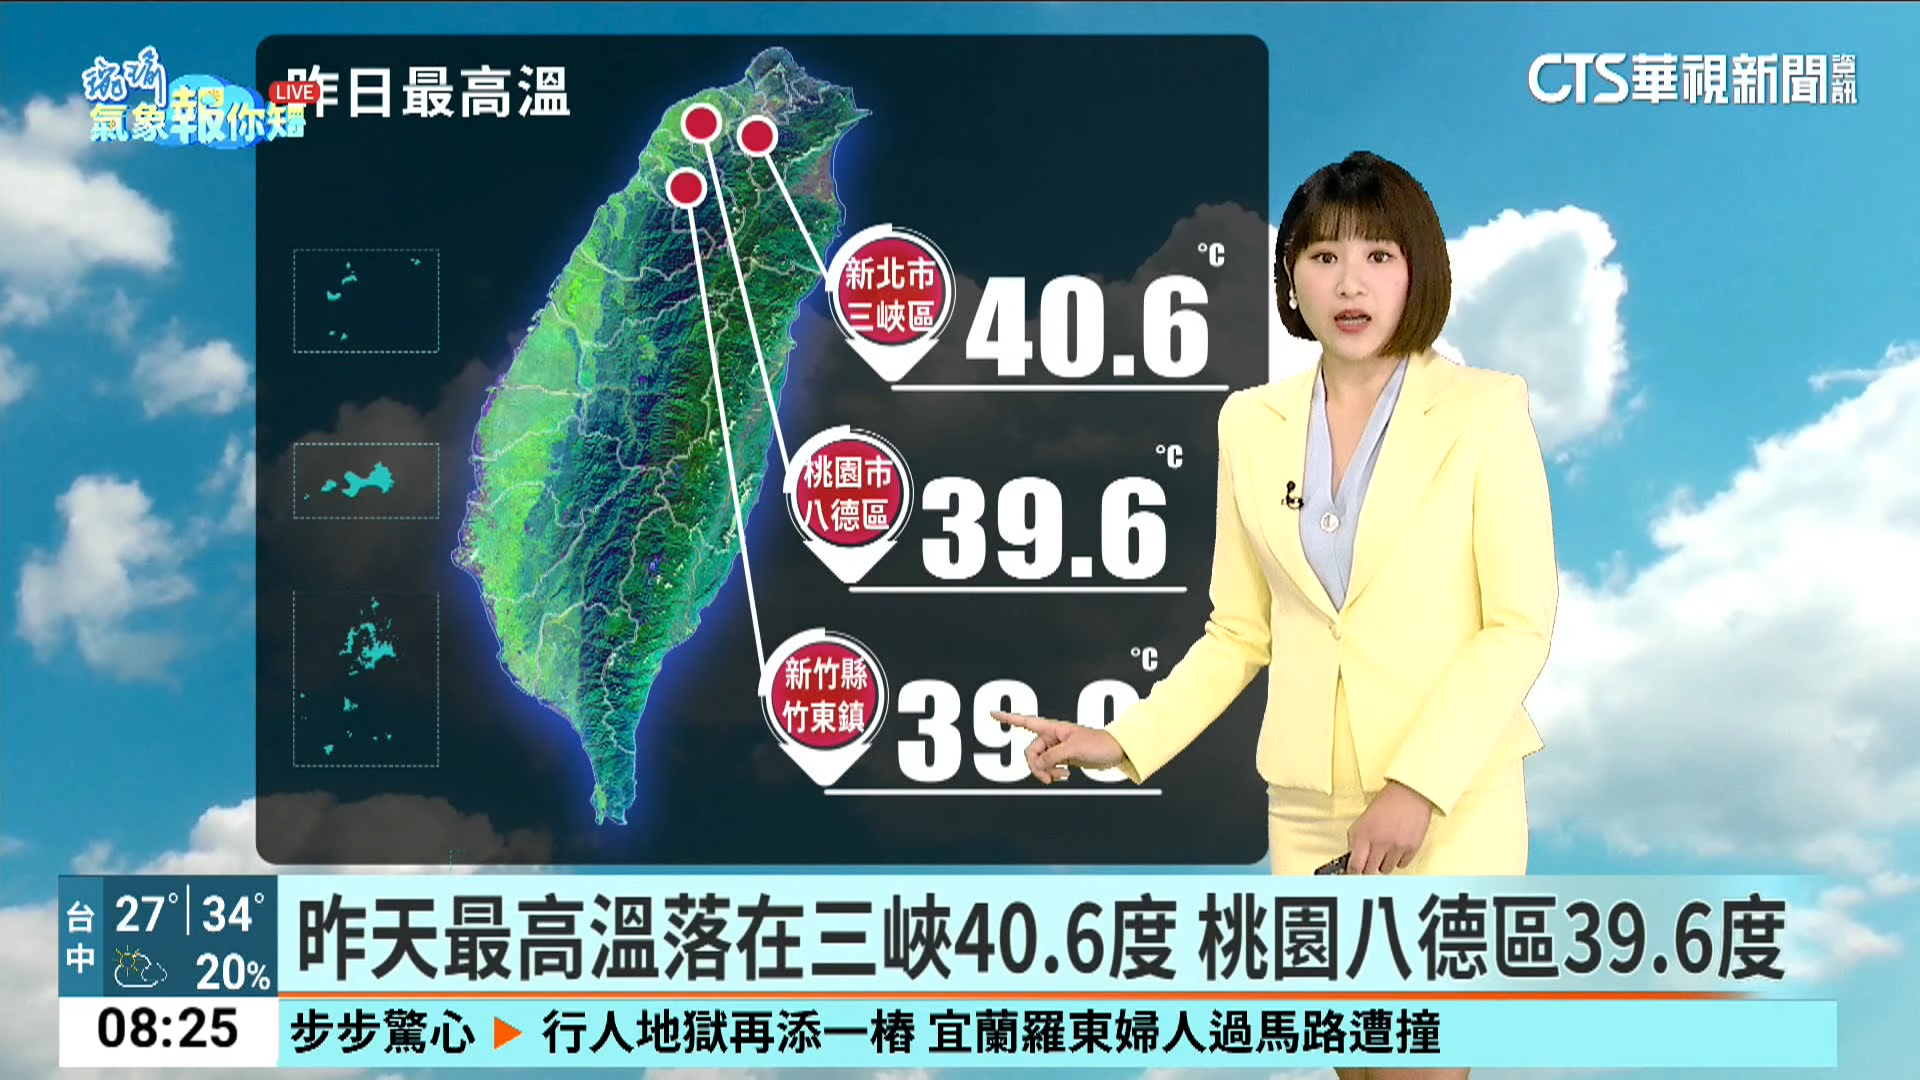 琬瑜
氣象報你知
LIVE
昨日最高溫
CTS華視新聞資訊
新北市
三峽區
40.6
°C
桃園市
八德區
39.6
°C
新竹縣
竹東鎮
°C
台中
27° 34°
20%
昨天最高溫落在三峽40.6度 桃園八德區39.6度
08:25
步步驚心 ▶ 行人地獄再添一樁 宜蘭羅東婦人過馬路遭撞